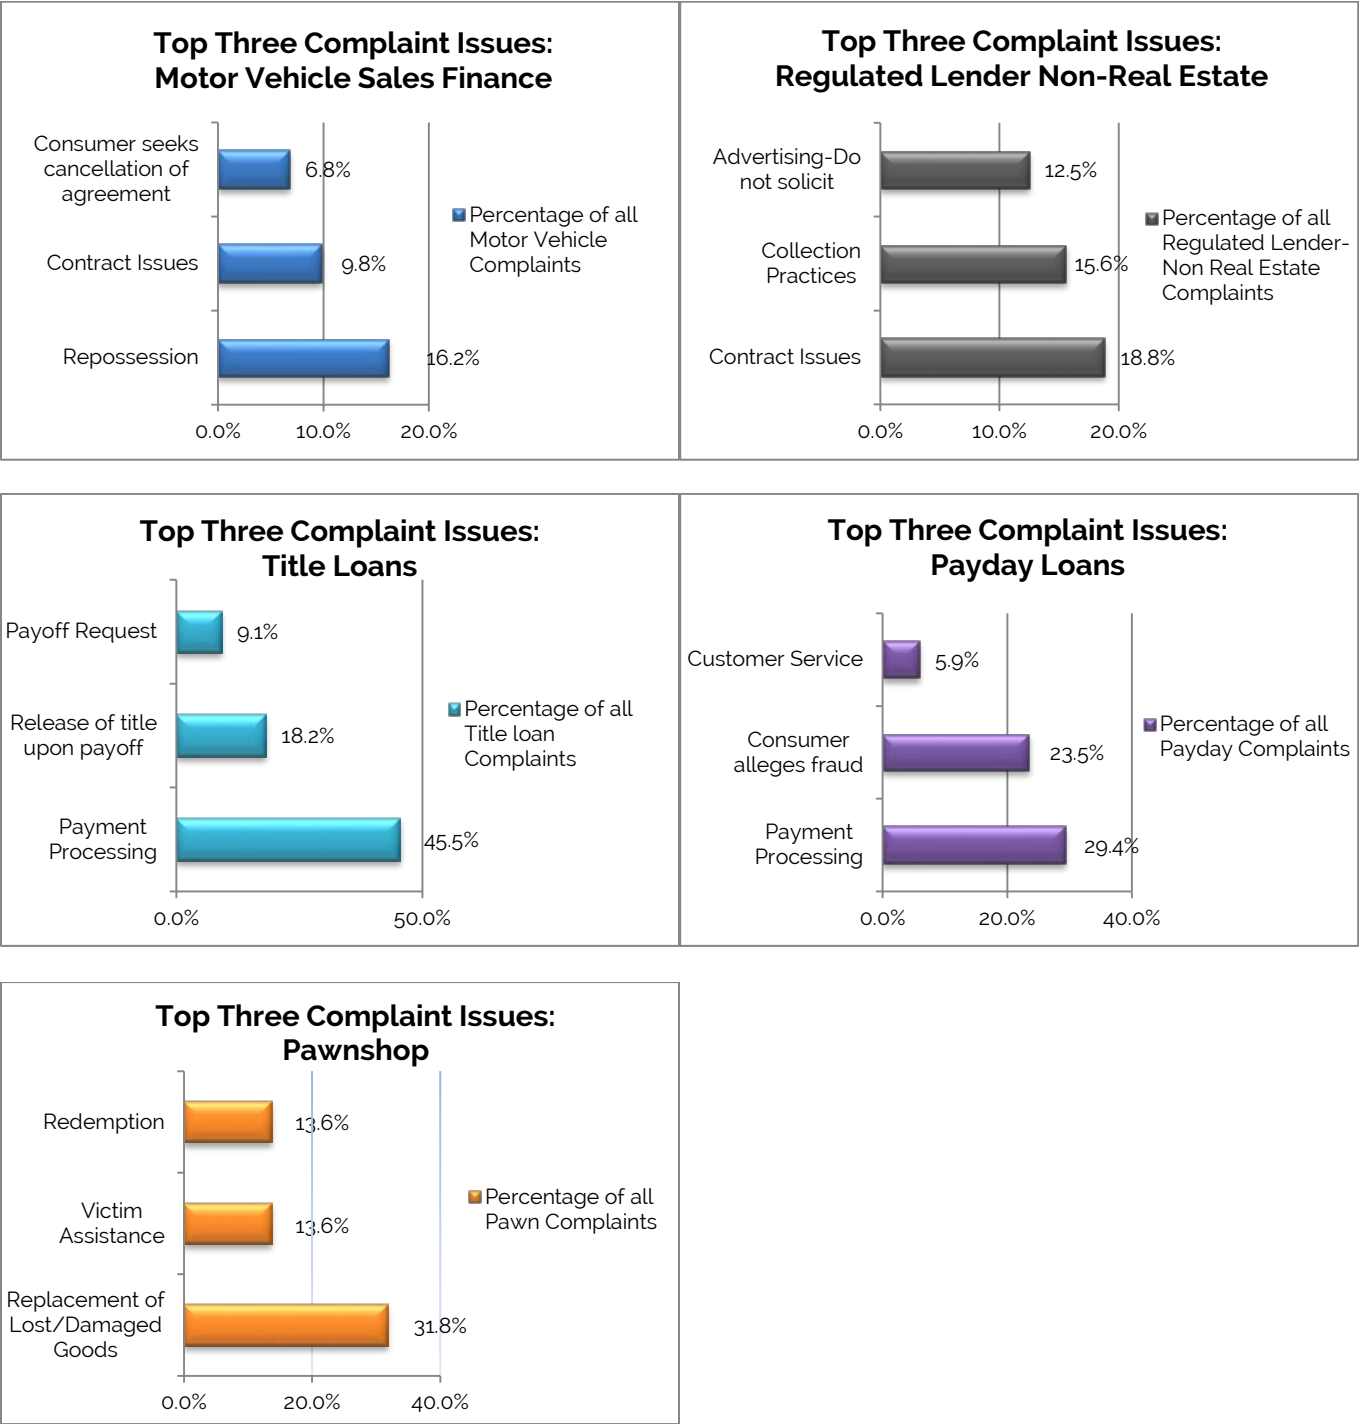 Top Three Complaint Issues:
Motor Vehicle Sales Finance
Consumer seeks
cancellation of
agreement
6.8%
Contract Issues
9.8%
Repossession
16.2%
0.0%
10.0%
20.0%
Percentage of all
Motor Vehicle
Complaints
Top Three Complaint Issues:
Regulated Lender Non-Real Estate
Advertising-Do
not solicit
12.5%
Collection
Practices
15.6%
Contract Issues
18.8%
0.0%
10.0%
20.0%
Percentage of all
Regulated Lender-
Non Real Estate
Complaints
Top Three Complaint Issues:
Title Loans
Payoff Request
9.1%
Release of title
upon payoff
18.2%
Payment
Processing
45.5%
0.0%
50.0%
Percentage of all
Title loan
Complaints
Top Three Complaint Issues:
Payday Loans
Customer Service
5.9%
Consumer
alleges fraud
23.5%
Payment
Processing
29.4%
0.0%
20.0%
40.0%
Percentage of all
Payday Complaints
Top Three Complaint Issues:
Pawnshop
Redemption
13.6%
Victim
Assistance
13.6%
Replacement of
Lost/Damaged
Goods
31.8%
0.0%
20.0%
40.0%
Percentage of all
Pawn Complaints